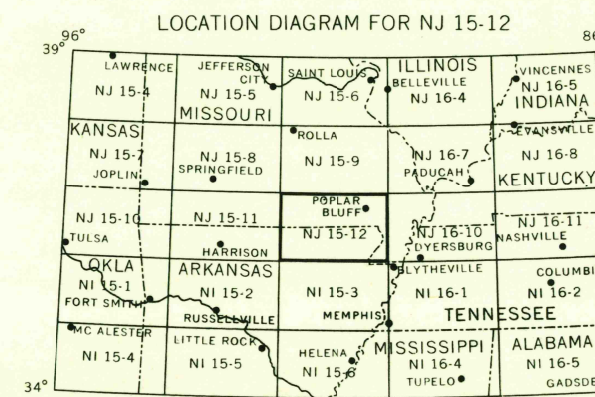 LOCATION DIAGRAM FOR NJ 15-12
96°
39°
LAWRENCE
NJ 15-4
JEFFERSON
CITY
NJ 15-5
MISSOURI
SAINT LOUIS
NJ 15-6
ILLINOIS
BELLEVILLE
NJ 16-4
VINCENNES
NJ 16-5
INDIANA
EVANSVILLE
KANSAS
NJ 15-7
JOPLIN
NJ 15-8
SPRINGFIELD
ROLLA
NJ 15-9
NJ 16-7
PADUCAH
NJ 16-8
KENTUCKY
NJ 15-10
TULSA
NJ 15-11
HARRISON
POPLAR
BLUFF
NJ 15-12
NJ 16-10
DYERSBURG
NJ 16-11
NASHVILLE
OKLA
NI 15-1
FORT SMITH
ARKANSAS
NI 15-2
RUSSELLVILLE
NI 15-3
MEMPHIS
BLYTHEVILLE
NI 16-1
TENNESSEE
COLUMBI
NI 16-2
MC ALESTER
NI 15-4
LITTLE ROCK
NI 15-5
HELENA
NI 15-6
MISSISSIPPI
NI 16-4
TUPELO
ALABAMA
NI 16-5
GADSDE
34°